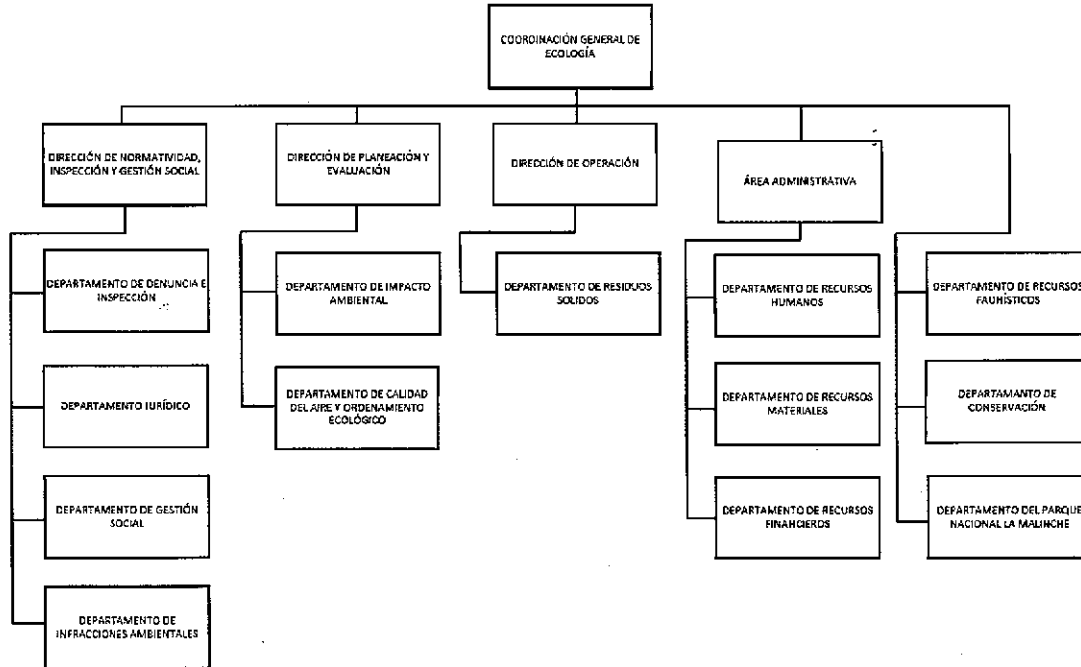 COORDINACIÓN GENERAL DE
ECOLOGÍA
DIRECCIÓN DE NORMATIVIDAD,
INSPECCIÓN Y GESTIÓN SOCIAL
DIRECCIÓN DE PLANEACIÓN Y
EVALUACIÓN
DIRECCIÓN DE OPERACIÓN
ÁREA ADMINISTRATIVA
DEPARTAMENTO DE DENUNCIA E
INSPECCIÓN
DEPARTAMENTO JURÍDICO
DEPARTAMENTO DE GESTIÓN
SOCIAL
DEPARTAMENTO DE
INFRACCIONES AMBIENTALES
DEPARTAMENTO DE IMPACTO
AMBIENTAL
DEPARTAMENTO DE CALIDAD
DEL AIRE Y ORDENAMIENTO
ECOLÓGICO
DEPARTAMENTO DE RESIDUOS
SOLIDOS
DEPARTAMENTO DE RECURSOS
HUMANOS
DEPARTAMENTO DE RECURSOS
MATERIALES
DEPARTAMENTO DE RECURSOS
FINANCIEROS
DEPARTAMENTO DE RECURSOS
FAUNÍSTICOS
DEPARTAMANTO DE
CONSERVACIÓN
DEPARTAMENTO DEL PARQUE
NACIONAL LA MALINCHE